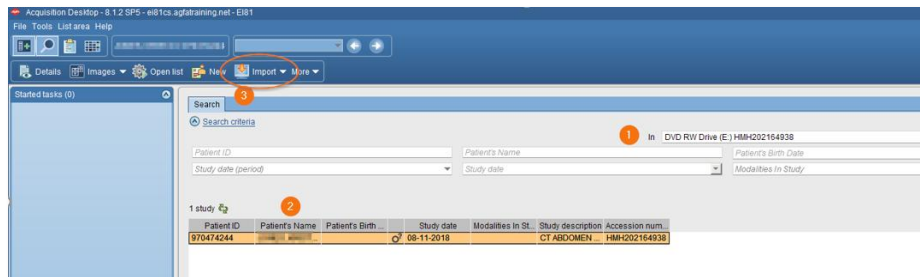 Acquisition Desktop - 8.1.2 SP5 - ei81cs.agfatraining.net - EI81
File Tools List area Help
Details Images Open list New Import More
Started tasks (0)
3
Search
Search criteria
1 In DVD RW Drive (E:) HMH202164938
Patient ID Patient's Name Patient's Birth Date
Study date (period) Study date Modalities In Study
1 study 2
Patient ID Patient's Name Patient's Birth ... Study date Modalities In St... Study description Accession num...
970474244 08-11-2018 CT ABDOMEN ... HMH202164938